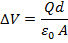 ΔV = Qd / ε₀ A